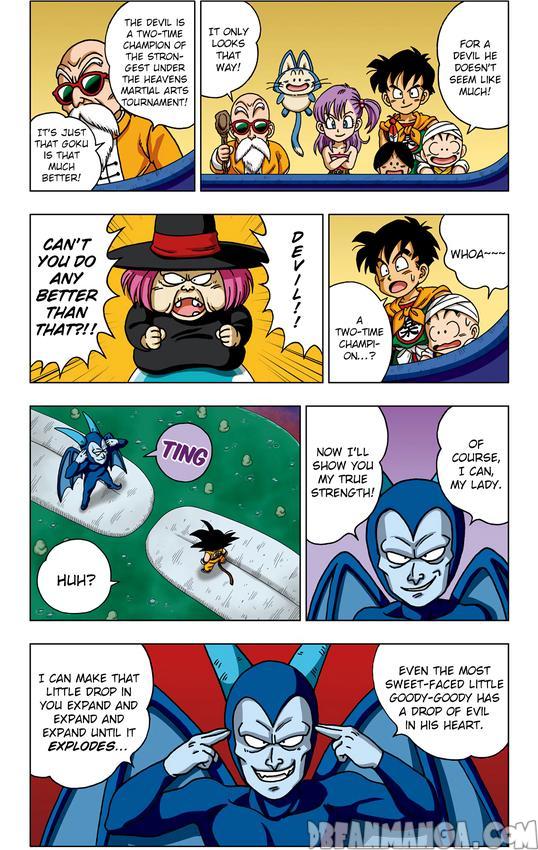 FOR A
DEVIL HE
DOESN'T
SEEM LIKE
MUCH!
IT ONLY
LOOKS
THAT
WAY!
THE DEVIL IS
A TWO-TIME
CHAMPION
OF THE
STRON-
GEST UNDER
THE HEAVENS
MARTIAL ARTS
TOURNAMENT!
IT'S JUST
THAT GOKU
IS THAT
MUCH
BETTER!
WHOA~~~
A
TWO-TIME
CHAMPI-
ON...?
DEVIL!!
CAN'T
YOU DO
ANY
BETTER
THAN
THAT?!!
OF
COURSE,
I CAN,
MY LADY.
NOW I'LL
SHOW YOU
MY TRUE
STRENGTH!
TING
HUH?
EVEN THE MOST
SWEET-FACED LITTLE
GOODY-GOODY HAS
A DROP OF EVIL
IN HIS HEART.
I CAN MAKE THAT
LITTLE DROP IN
YOU EXPAND AND
EXPAND AND
EXPAND UNTIL IT
EXPLODES...
DBFANMANGA.COM